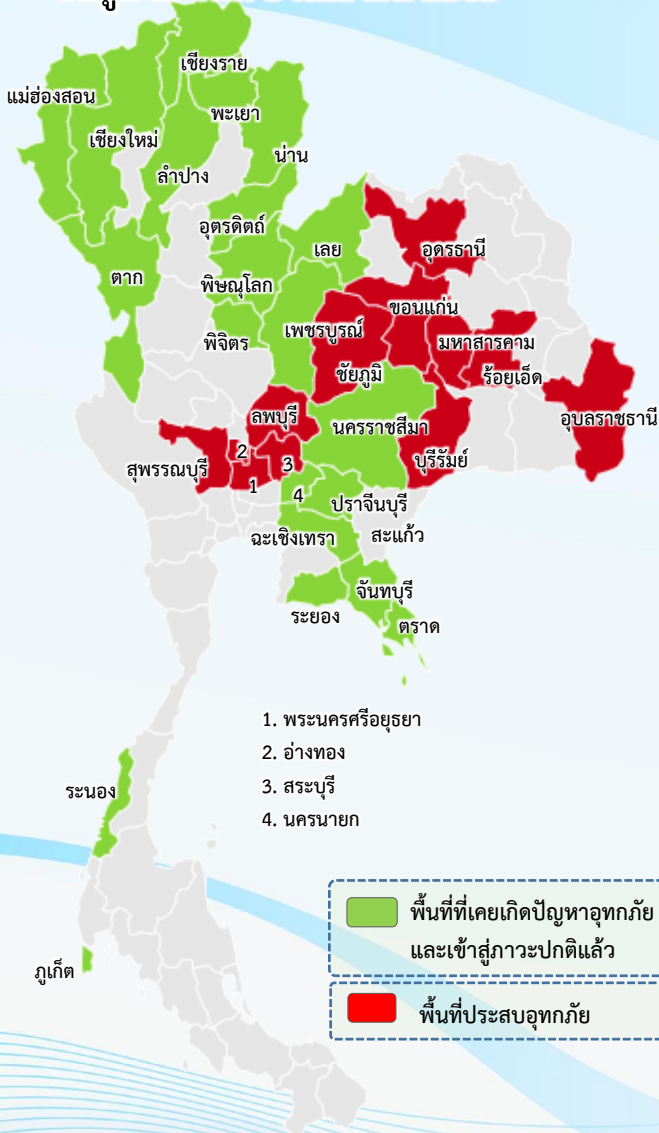 เชียงราย
แม่ฮ่องสอน
พะเยา
เชียงใหม่
น่าน
ลำปาง
อุตรดิตถ์
เลย
อุดรธานี
ตาก
พิษณุโลก
ขอนแก่น
เพชรบูรณ์
พิจิตร
มหาสารคาม
ชัยภูมิ
ร้อยเอ็ด
ลพบุรี
อุบลราชธานี
นครราชสีมา
2
สุพรรณบุรี
3
บุรีรัมย์
1
4
ปราจีนบุรี
ฉะเชิงเทรา
สะแก้ว
จันทบุรี
ระยอง
ตราด
1. พระนครศรีอยุธยา
2. อ่างทอง
3. สระบุรี
4. นครนายก
ระนอง
ภูเก็ต
พื้นที่ที่เคยเกิดปัญหาอุทกภัย
และเข้าสู่ภาวะปกติแล้ว
พื้นที่ประสบอุทกภัย